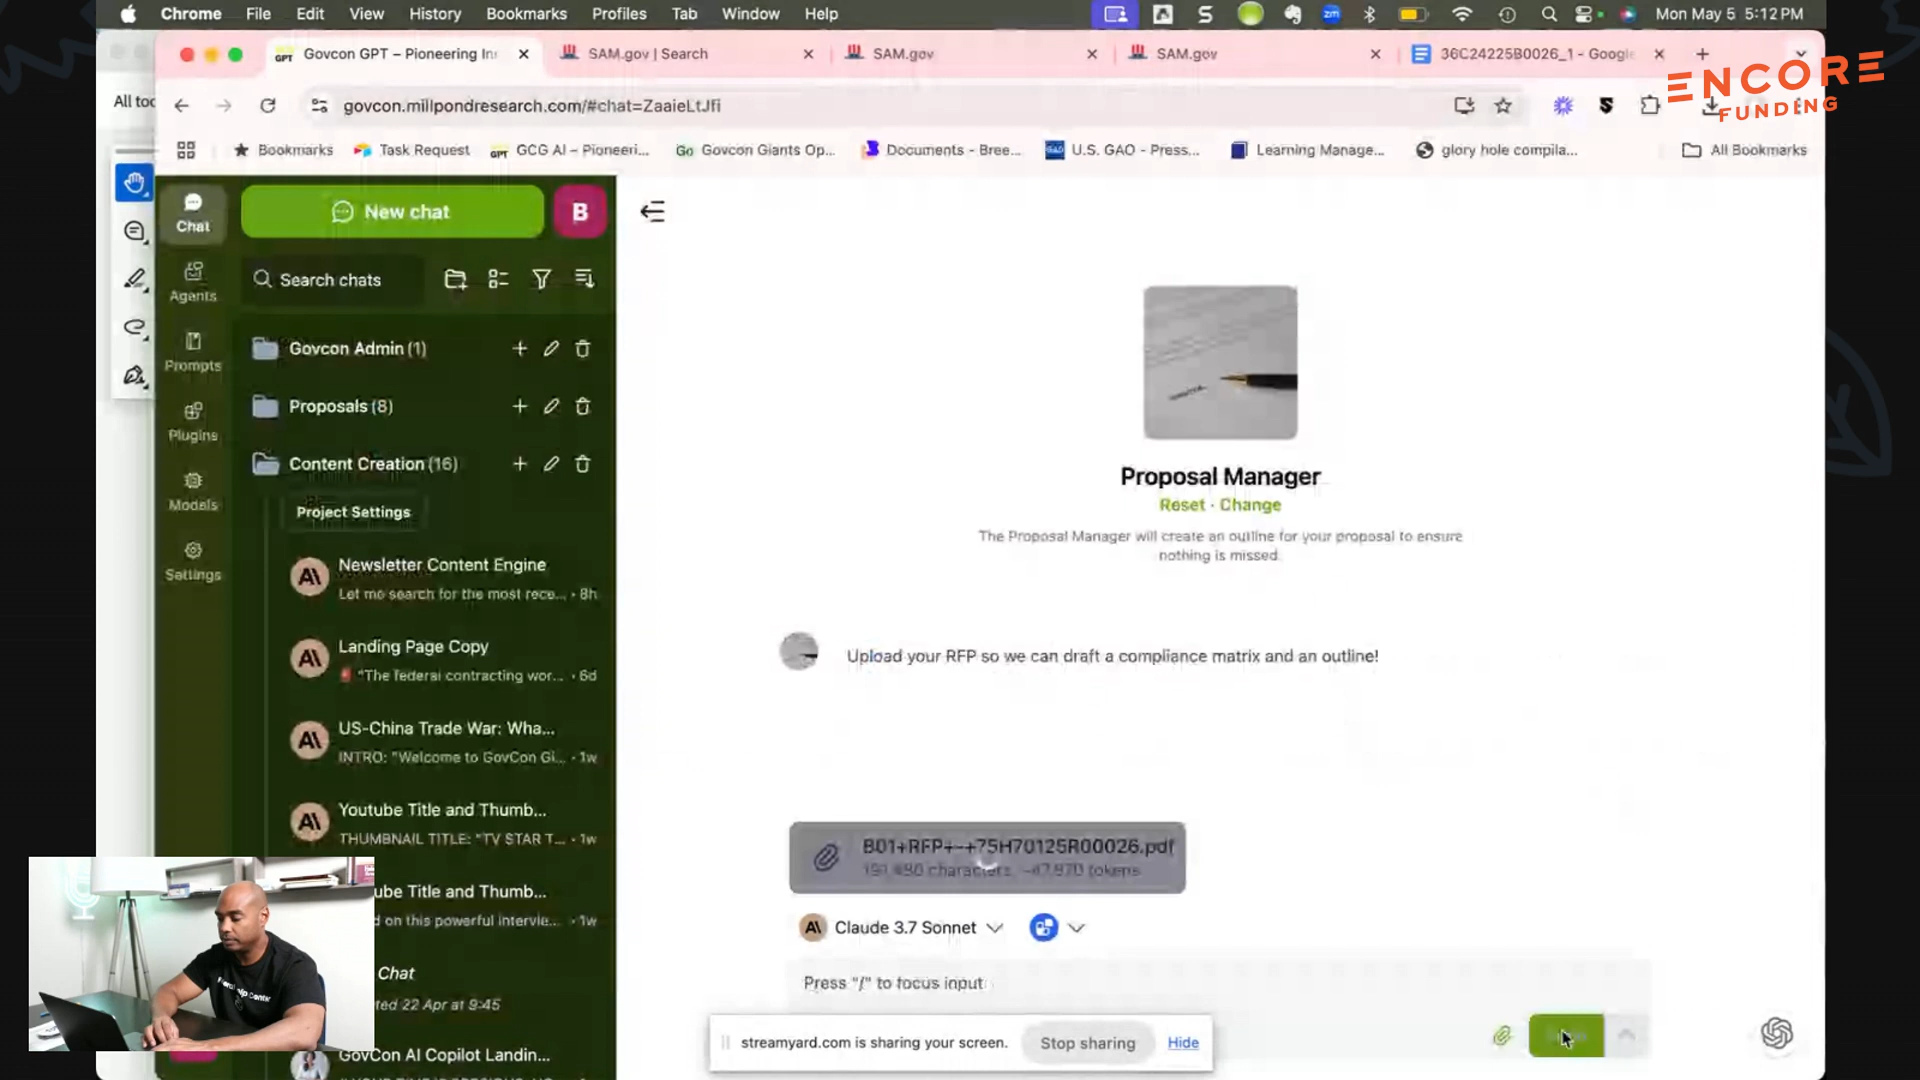 Chrome File Edit View History Bookmarks Profiles Tab Window Help
Mon May 5 5:12 PM
Govcon GPT – Pioneering In
SAM.gov | Search
SAM.gov
SAM.gov
36C24225B0026_1 - Google
ENCORE
FUNDING
All too
govcon.millpondresearch.com/#chat=ZaaieLtJfi
Bookmarks
Task Request
GCG AI – Pioneeri...
Govcon Giants Op...
Documents - Bree...
U.S. GAO - Press...
Learning Manage...
glory hole compila...
All Bookmarks
Chat
New chat
B
Search chats
Agents
Prompts
Plugins
Models
Settings
Govcon Admin (1)
Proposals (8)
Content Creation (16)
Project Settings
Newsletter Content Engine
Let me search for the most rece... • 8h
Landing Page Copy
"The federal contracting wor... • 6d
US-China Trade War: Wha...
INTRO: "Welcome to GovCon Gi... • 1w
Youtube Title and Thumb...
THUMBNAIL TITLE: "TV STAR T... • 1w
ube Title and Thumb...
d on this powerful intervie... • 1w
Chat
ted 22 Apr at 9:45
GovCon AI Copilot Landin...
Proposal Manager
Reset · Change
The Proposal Manager will create an outline for your proposal to ensure
nothing is missed.
Upload your RFP so we can draft a compliance matrix and an outline!
B01+RFP+-+75H70125R00026.pdf
characters, ~47,970 tokens
Claude 3.7 Sonnet
Press "/" to focus input
streamyard.com is sharing your screen.
Stop sharing
Hide